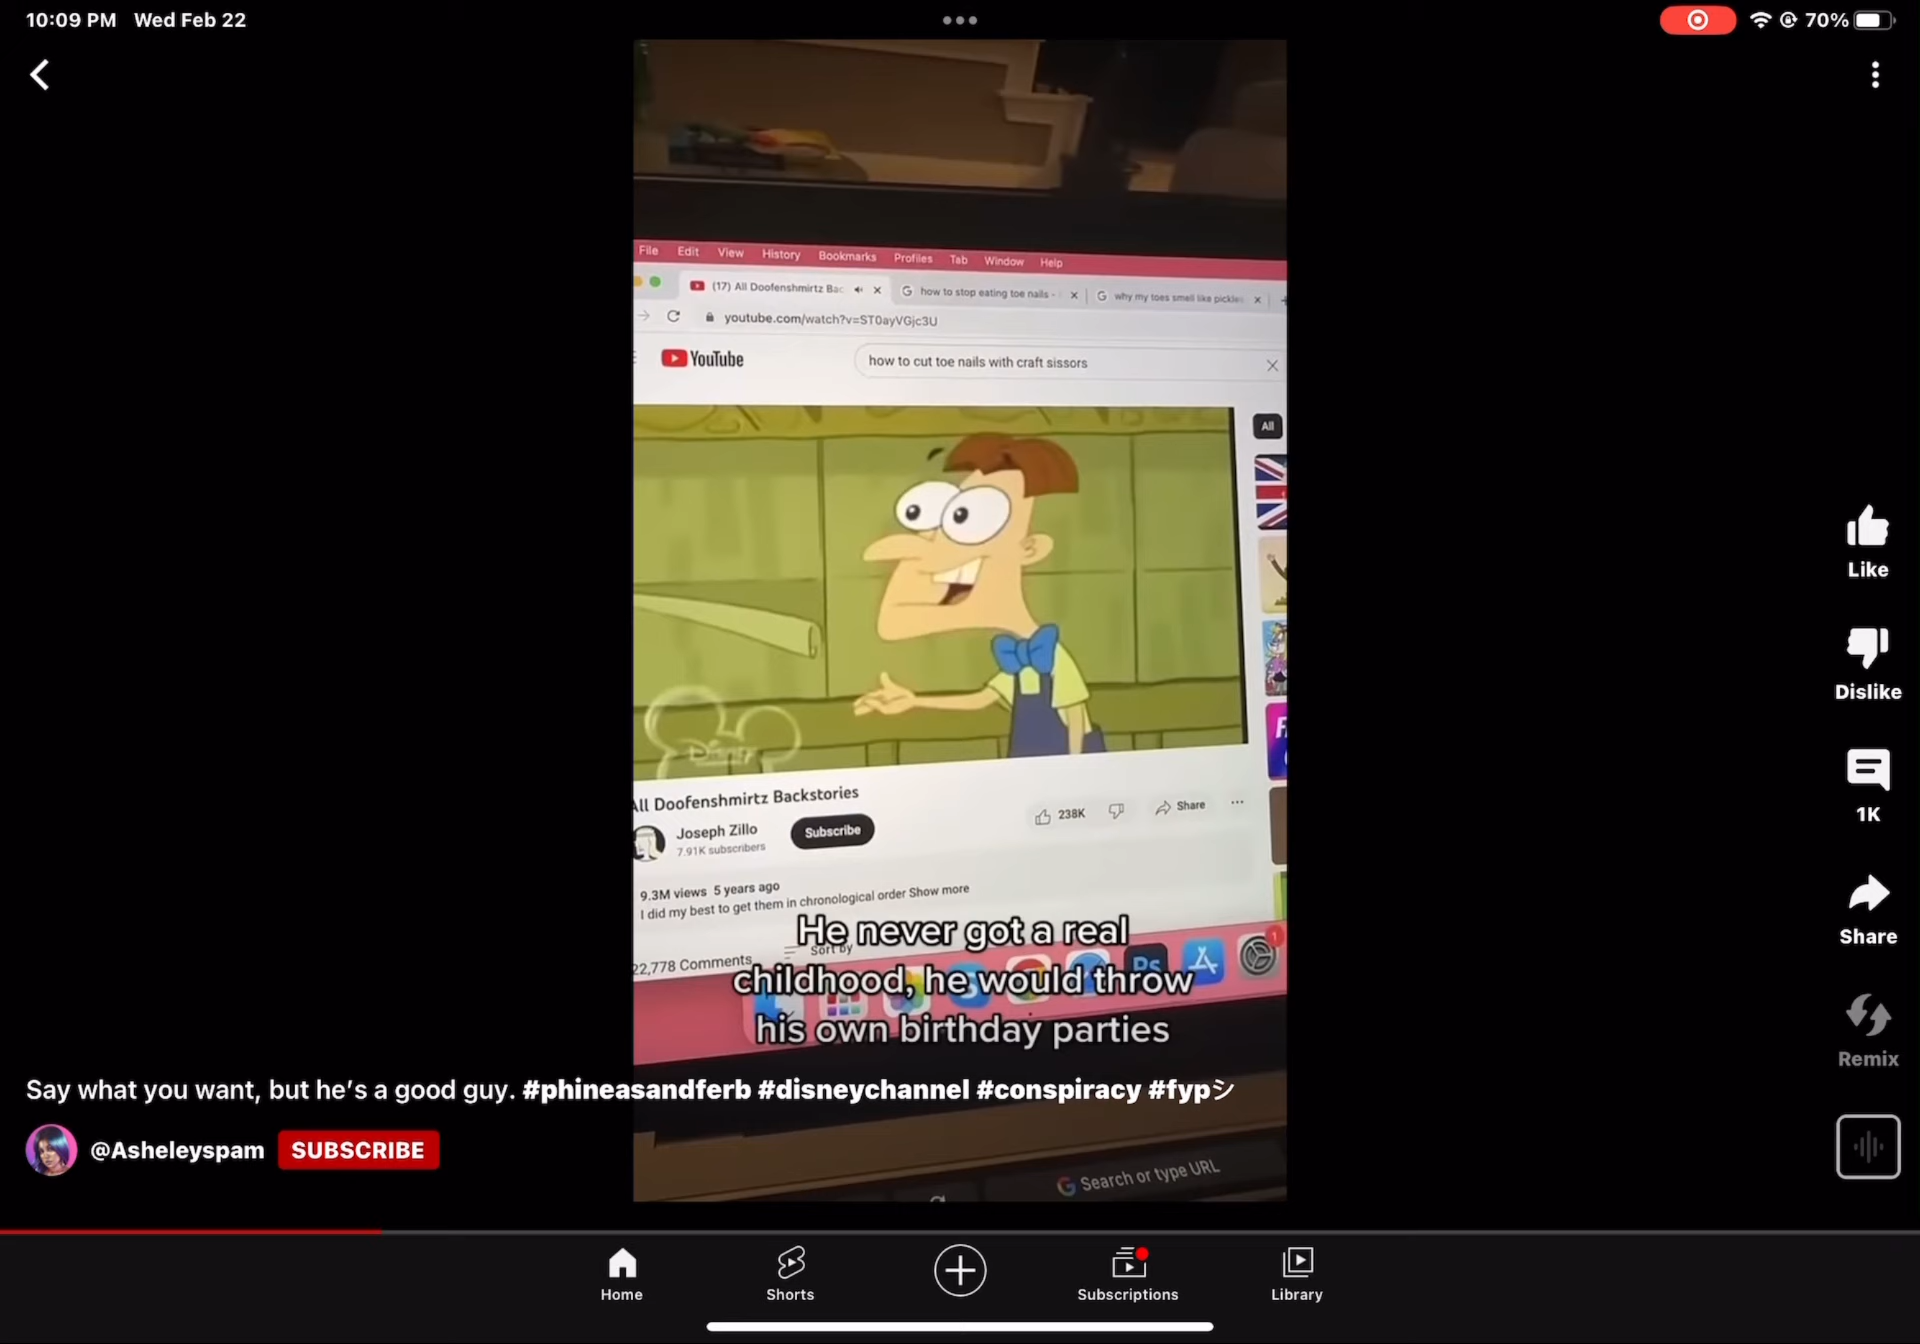 10:09 PM Wed Feb 22
70%
File Edit View History Bookmarks Profiles Tab Window Help
(17) All Doofenshmirtz Bac
how to stop eating toe nails -
why my toes smell like pickles
youtube.com/watch?v=ST0ayVGjc3U
YouTube
how to cut toe nails with craft sissors
All
Disney
All Doofenshmirtz Backstories
Joseph Zillo
7.91K subscribers
Subscribe
238K
Share
9.3M views 5 years ago
I did my best to get them in chronological order Show more
22,778 Comments
Sort by
He never got a real
childhood, he would throw
his own birthday parties
Ps
1
Search or type URL
Like
Dislike
1K
Share
Remix
Say what you want, but he's a good guy. #phineasandferb #disneychannel #conspiracy #fypシ
@Asheleyspam SUBSCRIBE
Home
Shorts
Subscriptions
Library